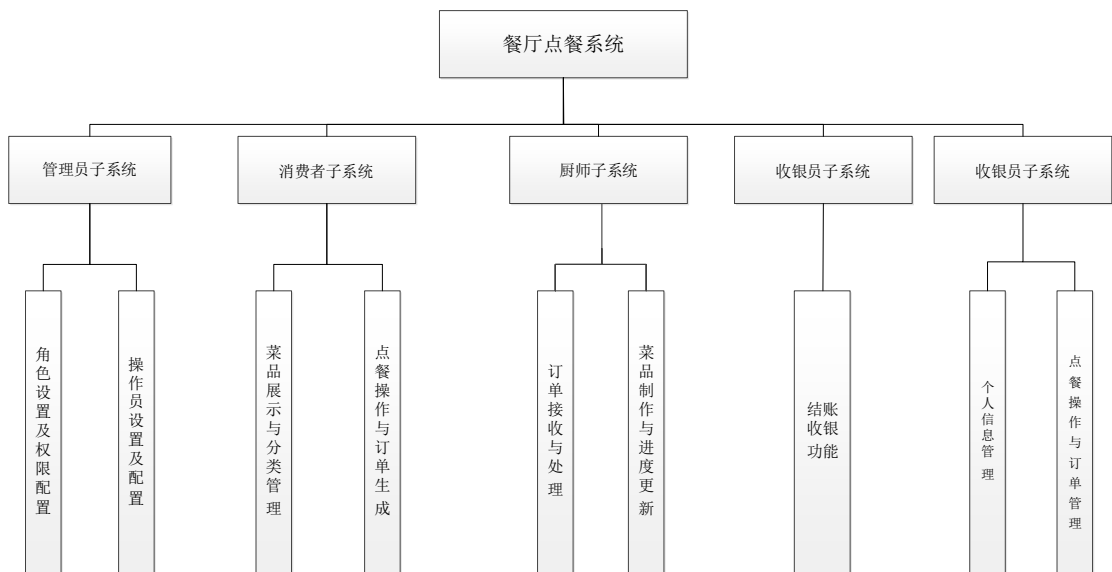 餐厅点餐系统
管理员子系统
消费者子系统
厨师子系统
收银员子系统
收银员子系统
角色设置及权限配置
操作员设置及配置
菜品展示与分类管理
点餐操作与订单生成
订单接收与处理
菜品制作与进度更新
结账
收银
功能
个人信息管理
点餐操作与订单管理